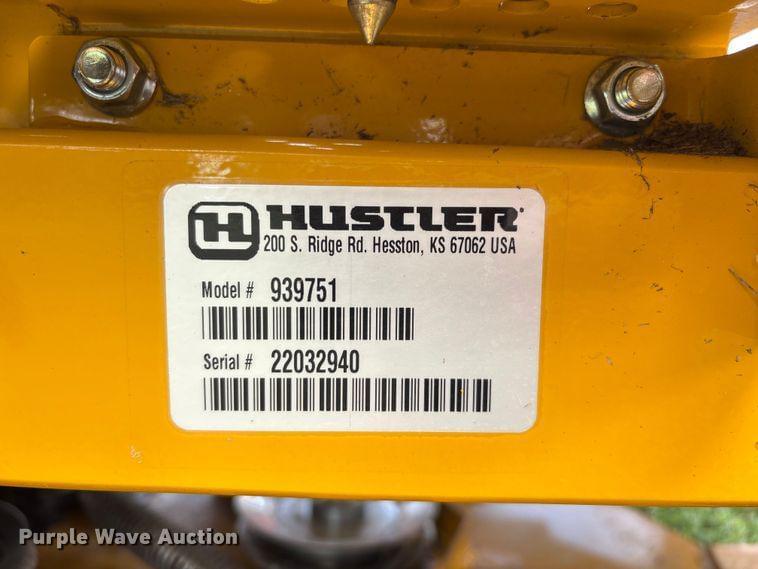 H HUSTLER
200 S. Ridge Rd. Hesston, KS 67062 USA
Model # 939751
Serial # 22032940
Purple Wave Auction